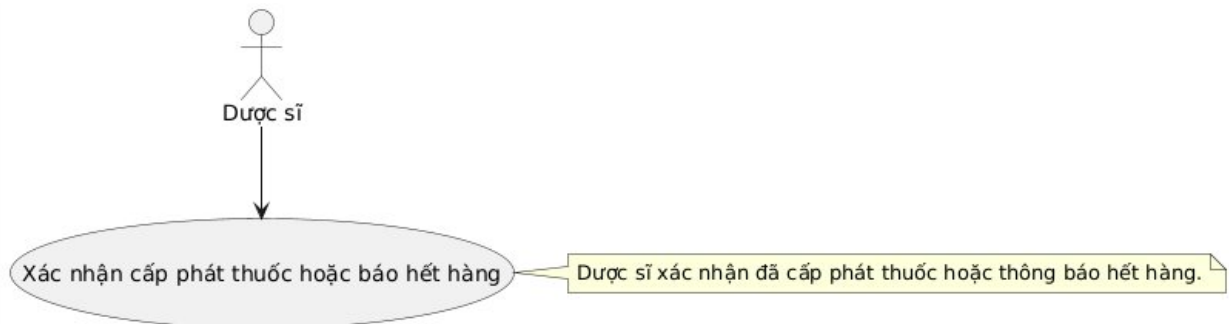 Dược sĩ
Xác nhận cấp phát thuốc hoặc báo hết hàng
Dược sĩ xác nhận đã cấp phát thuốc hoặc thông báo hết hàng.